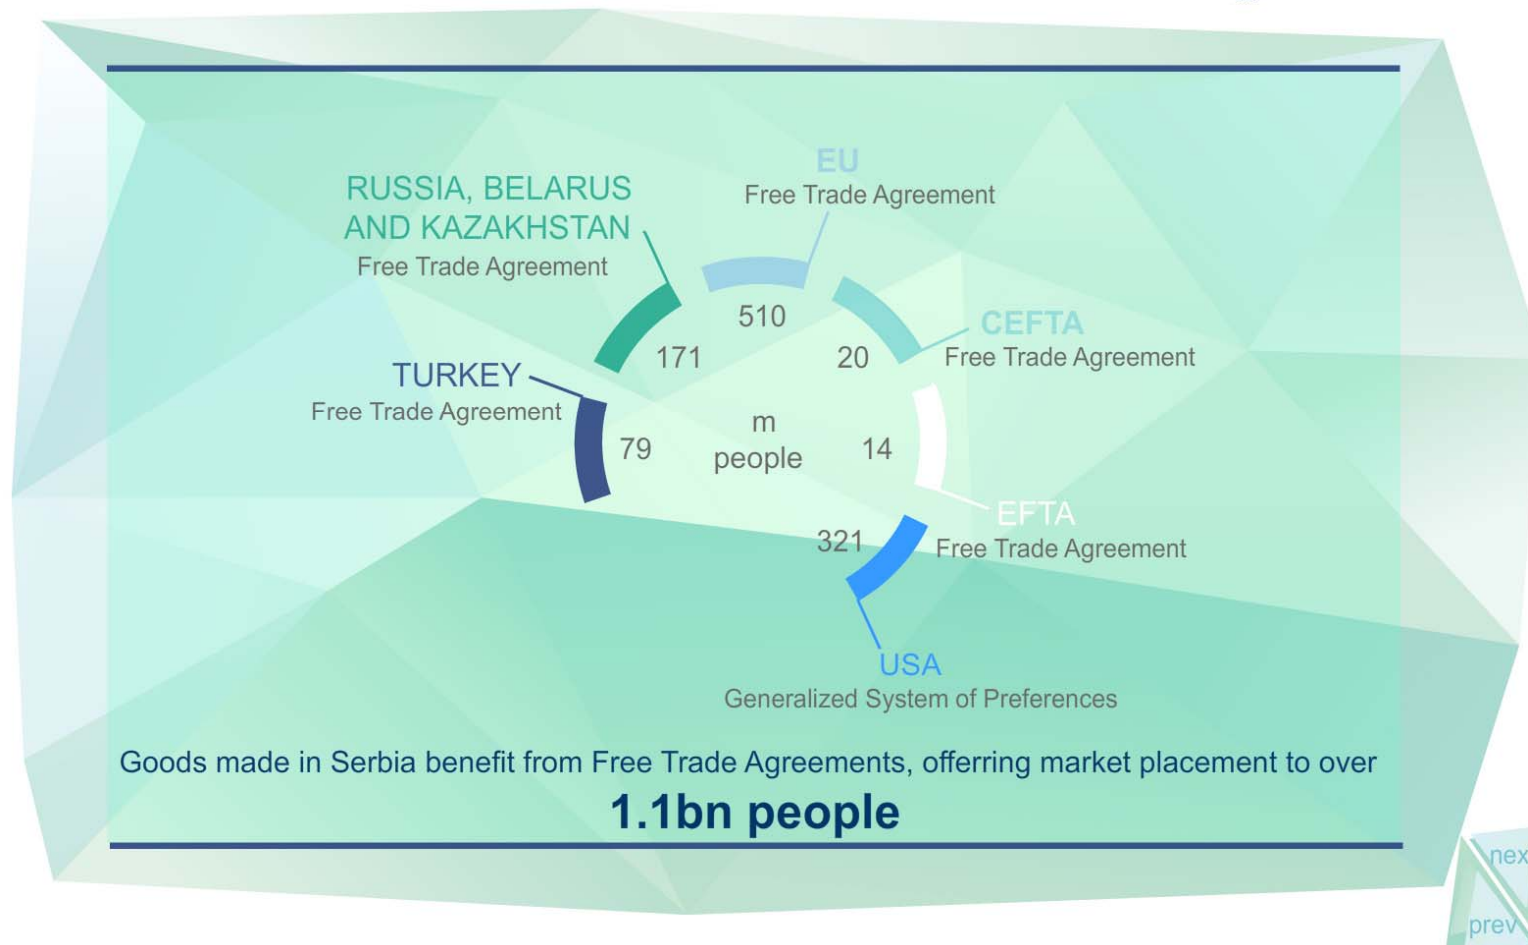 EU
Free Trade Agreement
RUSSIA, BELARUS
AND KAZAKHSTAN
Free Trade Agreement
510
CEFTA
Free Trade Agreement
171
20
TURKEY
Free Trade Agreement
79
m
people
14
EFTA
Free Trade Agreement
321
USA
Generalized System of Preferences
Goods made in Serbia benefit from Free Trade Agreements, offerring market placement to over
1.1bn people
nex
prev